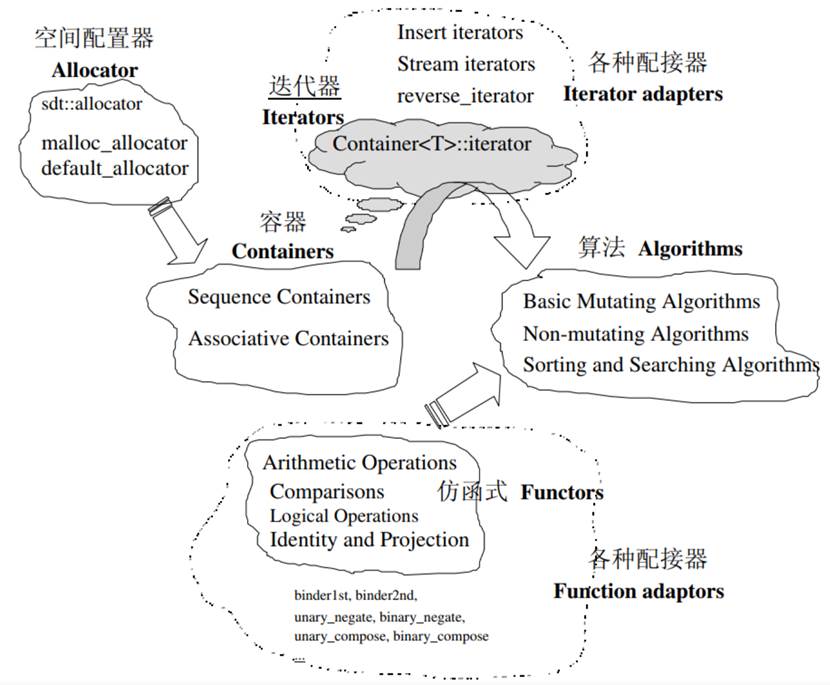 空间配置器
Allocator
sdt::allocator
malloc_allocator
default_allocator
迭代器
Iterators
Insert iterators
Stream iterators
reverse_iterator
各种配接器
Iterator adapters
Container<T>::iterator
容器
Containers
Sequence Containers
Associative Containers
算法 Algorithms
Basic Mutating Algorithms
Non-mutating Algorithms
Sorting and Searching Algorithms
Arithmetic Operations
Comparisons
Logical Operations
Identity and Projection
仿函式 Functors
各种配接器
Function adaptors
binder1st, binder2nd,
unary_negate, binary_negate,
unary_compose, binary_compose
...